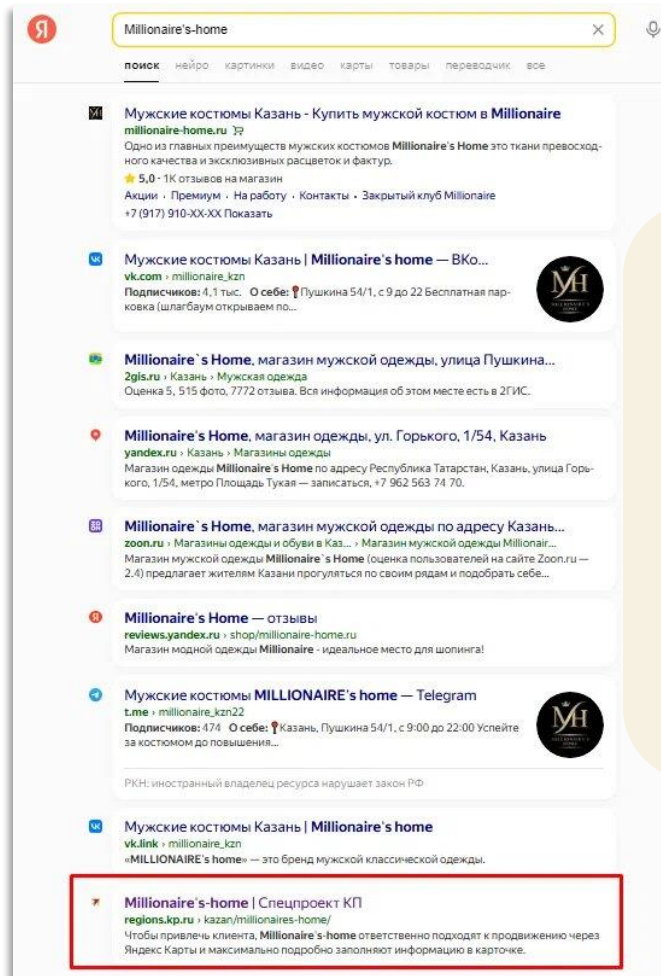 Я
Millionaire's-home
поиск нейро картинки видео карты товары переводчик все
Мужские костюмы Казань - Купить мужской костюм в Millionaire
millionaire-home.ru
Одно из главных преимуществ мужских костюмов Millionaire's Home это ткани превосход-
ного качества и эксклюзивных расцветок и фактур.
5,0 · 1K отзывов на магазин
Акции · Премиум · На работу · Контакты · Закрытый клуб Millionaire
+7 (917) 910-XX-XX Показать
Мужские костюмы Казань | Millionaire's home — ВКо...
vk.com › millionaire_kzn
Подписчиков: 4,1 тыс. О себе: Пушкина 54/1, с 9 до 22 Бесплатная пар-
ковка (шлагбаум открываем по...
MH
MILLIONAIRE'S
HOME
Millionaire`s Home, магазин мужской одежды, улица Пушкина...
2gis.ru › Казань › Мужская одежда
Оценка 5, 515 фото, 7772 отзыва. Вся информация об этом месте есть в 2ГИС.
Millionaire's Home, магазин одежды, ул. Горького, 1/54, Казань
yandex.ru › Казань › Магазины одежды
Магазин одежды Millionaire's Home по адресу Республика Татарстан, Казань, улица Горь-
кого, 1/54, метро Площадь Тукая — записаться, +7 962 563 74 70.
Millionaire`s Home, магазин мужской одежды по адресу Казань...
zoon.ru › Магазины одежды и обуви в Каз... › Магазин мужской одежды Millionair...
Магазин мужской одежды Millionaire`s Home (оценка пользователей на сайте Zoon.ru —
2.4) предлагает жителям Казани прогуляться по своим рядам и подобрать себе...
Millionaire's Home — отзывы
reviews.yandex.ru › shop/millionaire-home.ru
Магазин модной одежды Millionaire - идеальное место для шопинга!
Мужские костюмы MILLIONAIRE's home — Telegram
t.me › millionaire_kzn22
Подписчиков: 474 О себе: Казань, Пушкина 54/1, с 9:00 до 22:00 Успейте
за костюмом до повышения...
MH
MILLIONAIRE'S
HOME
РКН: иностранный владелец ресурса нарушает закон РФ
Мужские костюмы Казань | Millionaire's home
vk.link › millionaire_kzn
«MILLIONAIRE's home» — это бренд мужской классической одежды.
Millionaire's-home | Спецпроект КП
regions.kp.ru › kazan/millionaires-home/
Чтобы привлечь клиента, Millionaire's-home ответственно подходят к продвижению через
Яндекс Карты и максимально подробно заполняют информацию в карточке.